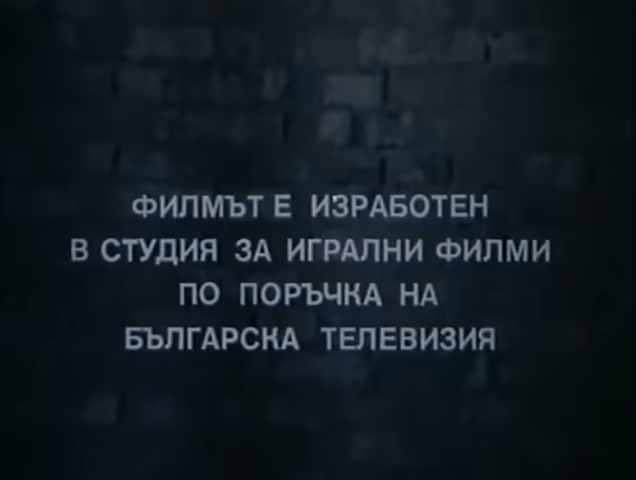 ФИЛМЪТ Е ИЗРАБОТЕН
В СТУДИЯ ЗА ИГРАЛНИ ФИЛМИ
ПО ПОРЪЧКА НА
БЪЛГАРСКА ТЕЛЕВИЗИЯ